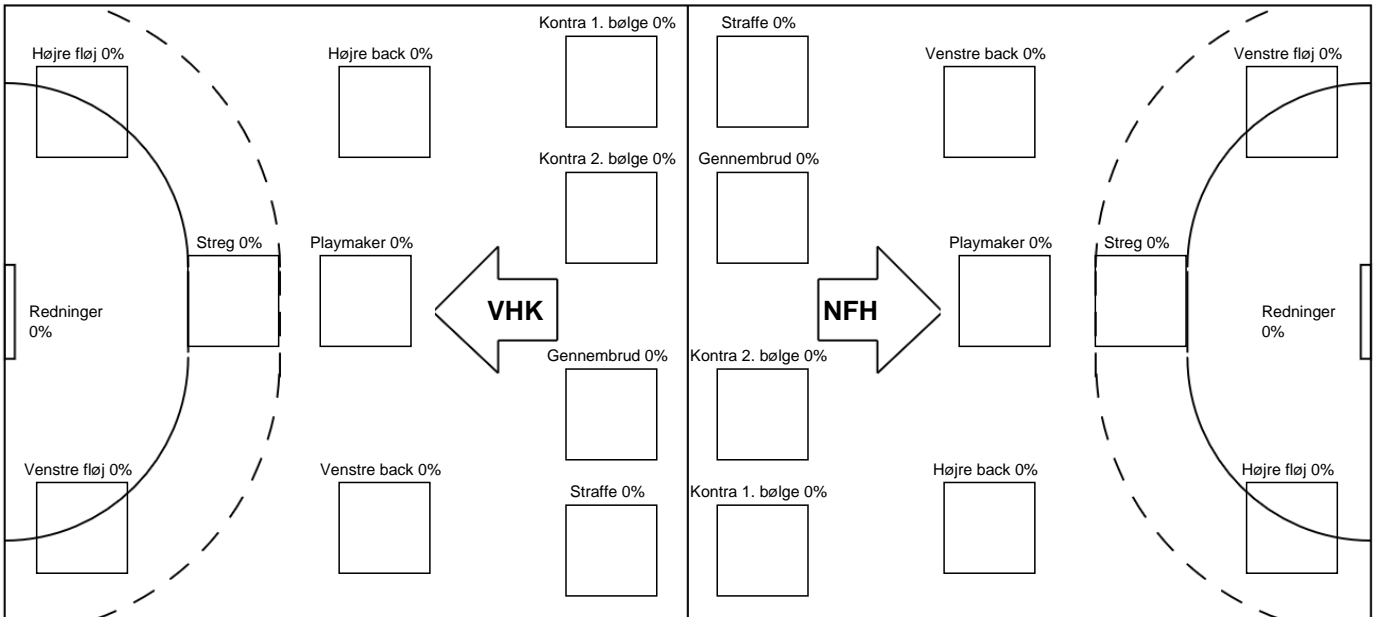 Kontra 1. bølge 0%
Straffe 0%
Højre fløj 0%
Højre back 0%
Venstre back 0%
Venstre fløj 0%
Kontra 2. bølge 0%
Gennembrud 0%
Streg 0%
Playmaker 0%
Playmaker 0%
Streg 0%
Redninger
0%
VHK
NFH
Redninger
0%
Gennembrud 0%
Kontra 2. bølge 0%
Venstre fløj 0%
Venstre back 0%
Højre back 0%
Højre fløj 0%
Straffe 0%
Kontra 1. bølge 0%